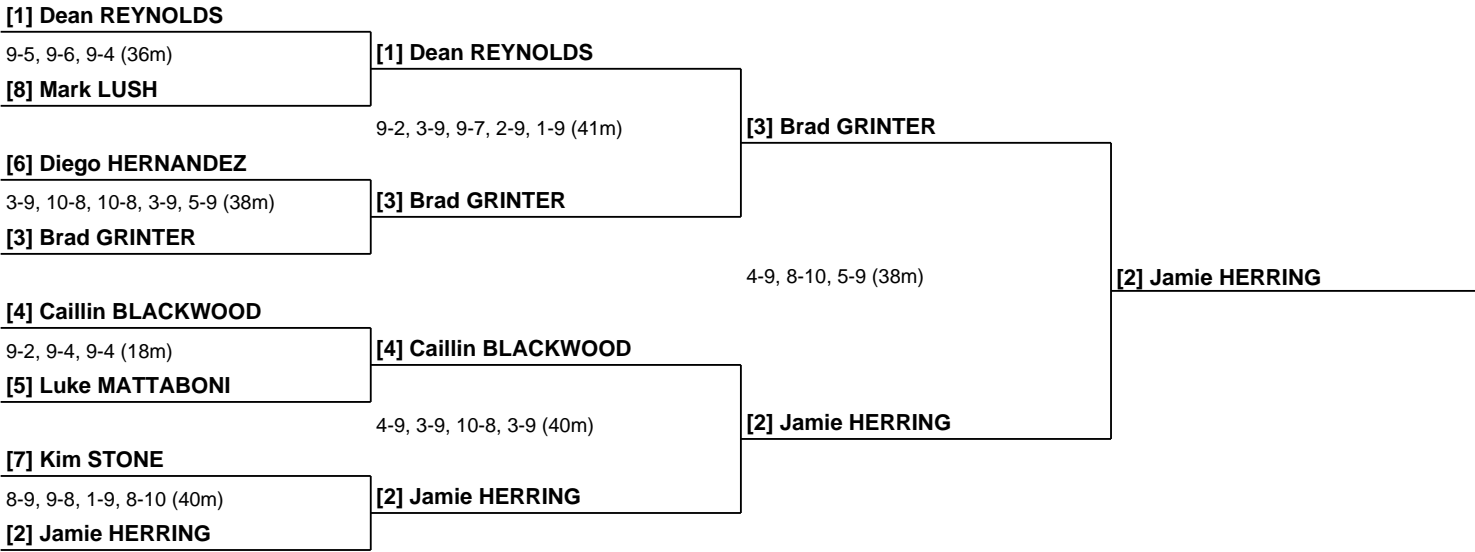 [1] Dean REYNOLDS
9-5, 9-6, 9-4 (36m)
[8] Mark LUSH
[6] Diego HERNANDEZ
3-9, 10-8, 10-8, 3-9, 5-9 (38m)
[3] Brad GRINTER
[4] Caillin BLACKWOOD
9-2, 9-4, 9-4 (18m)
[5] Luke MATTABONI
[7] Kim STONE
8-9, 9-8, 1-9, 8-10 (40m)
[2] Jamie HERRING
[1] Dean REYNOLDS
9-2, 3-9, 9-7, 2-9, 1-9 (41m)
[3] Brad GRINTER
[4] Caillin BLACKWOOD
4-9, 3-9, 10-8, 3-9 (40m)
[2] Jamie HERRING
[3] Brad GRINTER
4-9, 8-10, 5-9 (38m)
[2] Jamie HERRING
[2] Jamie HERRING